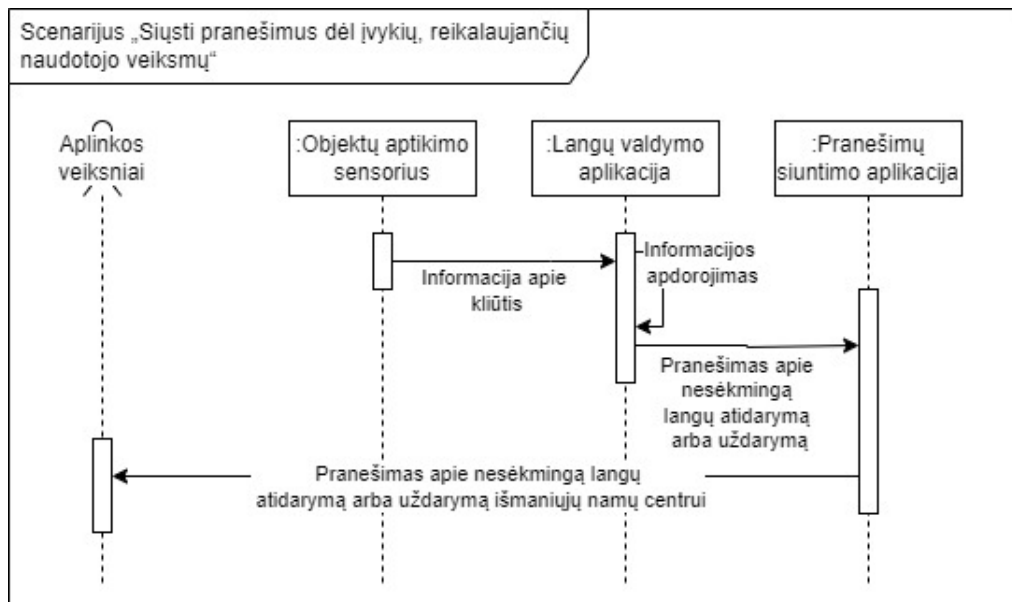 Scenarijus „Siųsti pranešimus dėl įvykių, reikalaujančių
naudotojo veiksmų“
Aplinkos
veiksniai
:Objektų aptikimo
sensorius
:Langų valdymo
aplikacija
:Pranešimų
siuntimo aplikacija
Informacija apie
kliūtis
Informacijos
apdorojimas
Pranešimas apie
nesėkmingą
langų atidarymą
arba uždarymą
Pranešimas apie nesėkmingą langų
atidarymą arba uždarymą išmaniųjų namų centrui